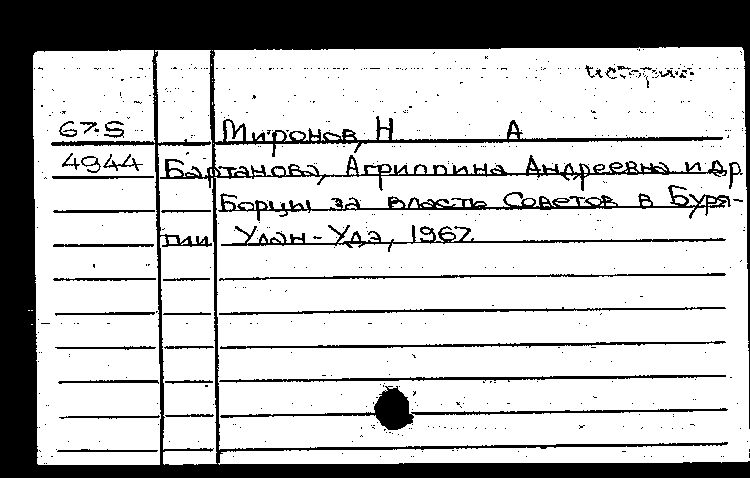 история
67-5 Миронов, Н А
4944 Бартанова, Агриппина Андреевна и др
Борцы за власть Советов в Буря-
тии Улан-Удэ, 1967.